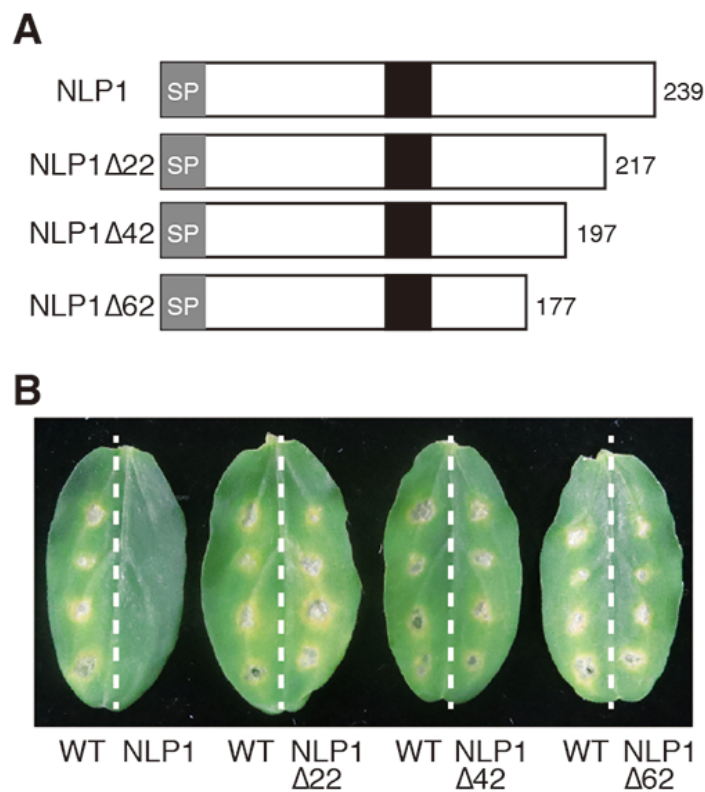 A
NLP1 SP 239
NLP1Δ22 SP 217
NLP1Δ42 SP 197
NLP1Δ62 SP 177
B
WT NLP1 WT NLP1 WT NLP1 WT NLP1
Δ22 Δ42 Δ62